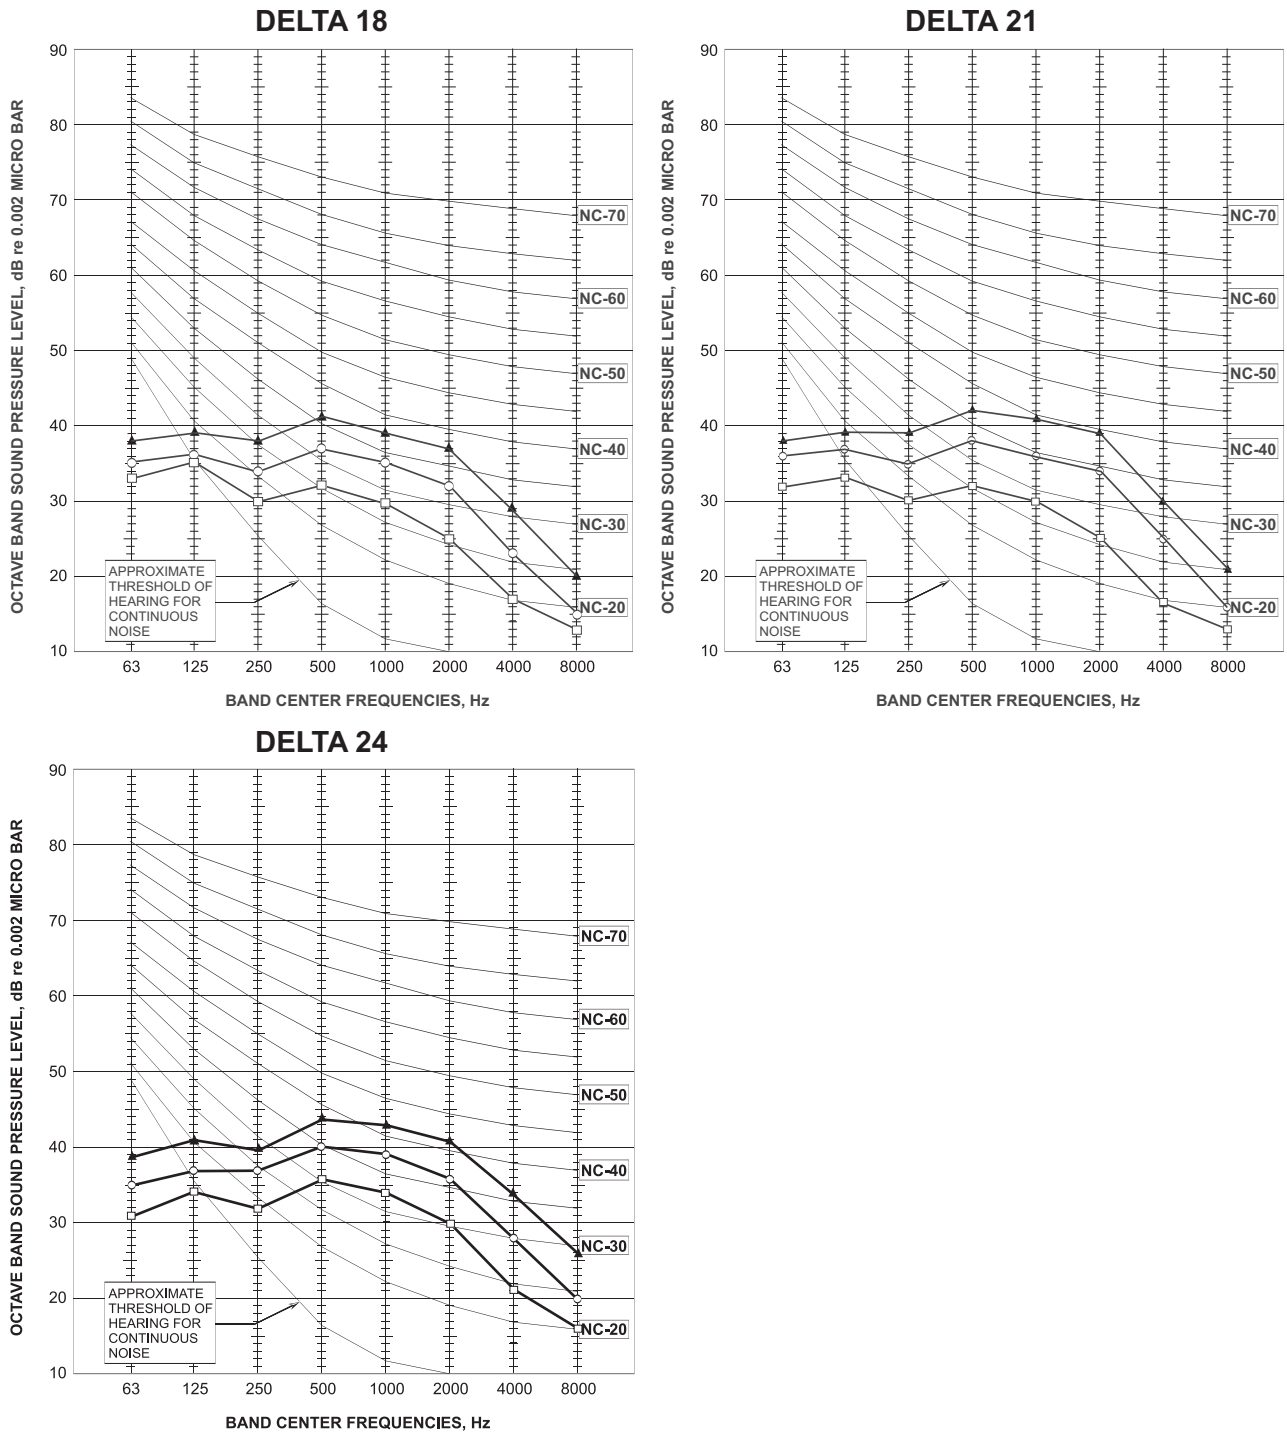 DELTA 18
OCTAVE BAND SOUND PRESSURE LEVEL, dB re 0.002 MICRO BAR
90
80
70
60
50
40
30
20
10
NC-70
NC-60
NC-50
NC-40
NC-30
NC-20
APPROXIMATE
THRESHOLD OF
HEARING FOR
CONTINUOUS
NOISE
63 125 250 500 1000 2000 4000 8000
BAND CENTER FREQUENCIES, Hz
DELTA 21
OCTAVE BAND SOUND PRESSURE LEVEL, dB re 0.002 MICRO BAR
90
80
70
60
50
40
30
20
10
NC-70
NC-60
NC-50
NC-40
NC-30
NC-20
APPROXIMATE
THRESHOLD OF
HEARING FOR
CONTINUOUS
NOISE
63 125 250 500 1000 2000 4000 8000
BAND CENTER FREQUENCIES, Hz
DELTA 24
OCTAVE BAND SOUND PRESSURE LEVEL, dB re 0.002 MICRO BAR
90
80
70
60
50
40
30
20
10
NC-70
NC-60
NC-50
NC-40
NC-30
NC-20
APPROXIMATE
THRESHOLD OF
HEARING FOR
CONTINUOUS
NOISE
63 125 250 500 1000 2000 4000 8000
BAND CENTER FREQUENCIES, Hz